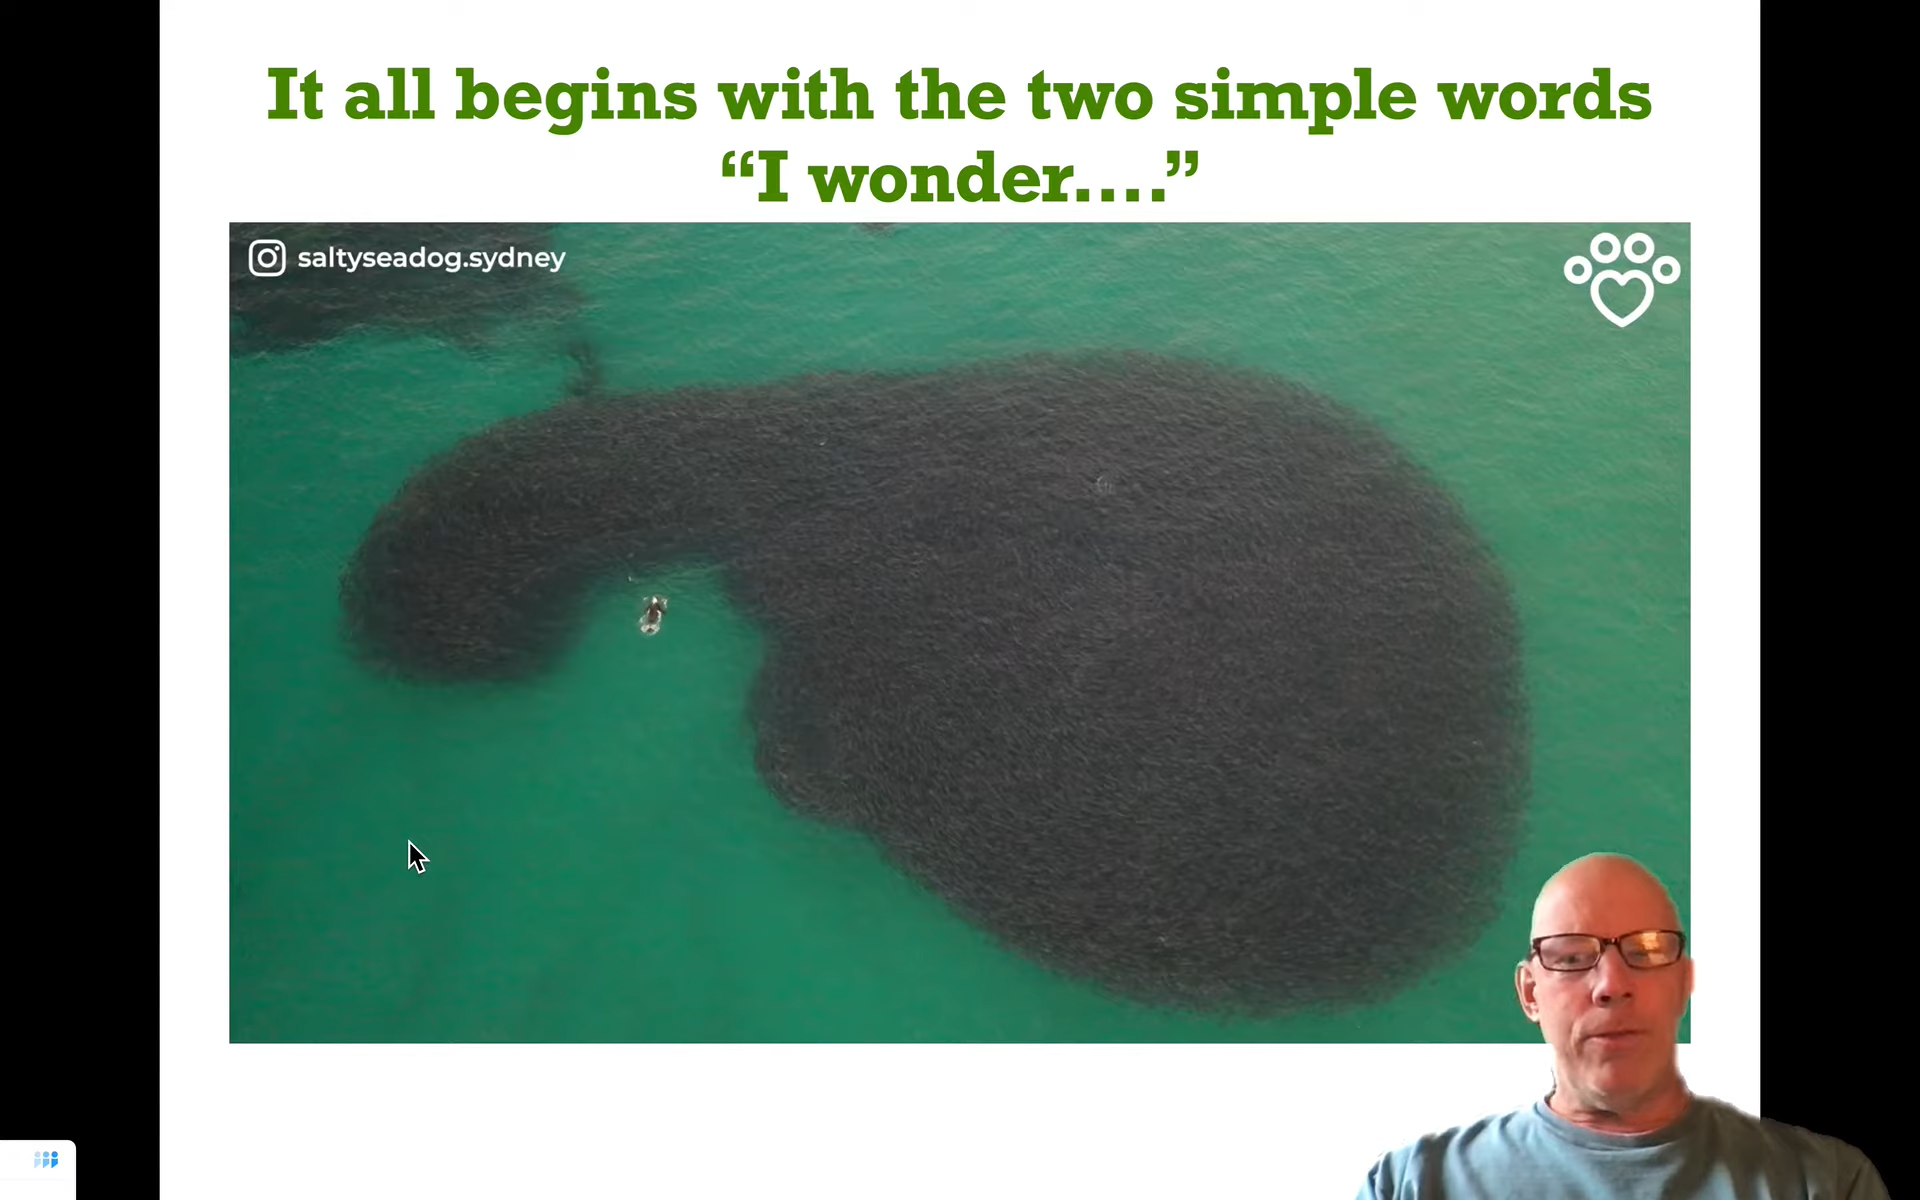 It all begins with the two simple words
“I wonder....”
saltyseadog.sydney